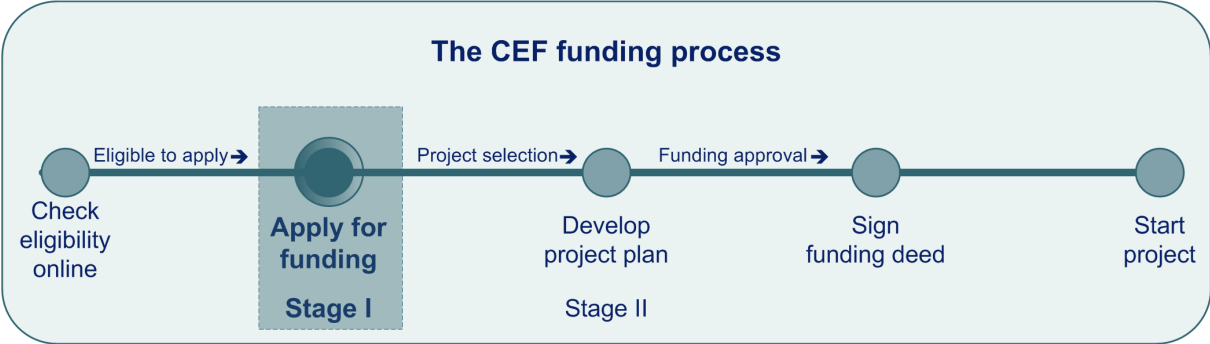 The CEF funding process
Eligible to apply➔
Project selection➔
Funding approval➔
Check
eligibility
online
Apply for
funding
Stage I
Develop
project plan
Stage II
Sign
funding deed
Start
project